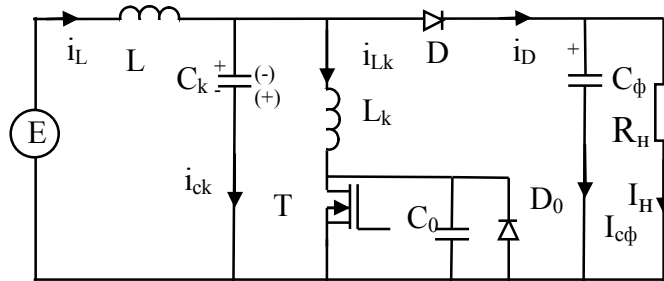 i_L
L
C_k
+
-
(-)
(+)
i_Lk
D
i_D
+
C_ф
E
L_k
R_н
i_ck
T
C_0
D_0
I_н
I_cф